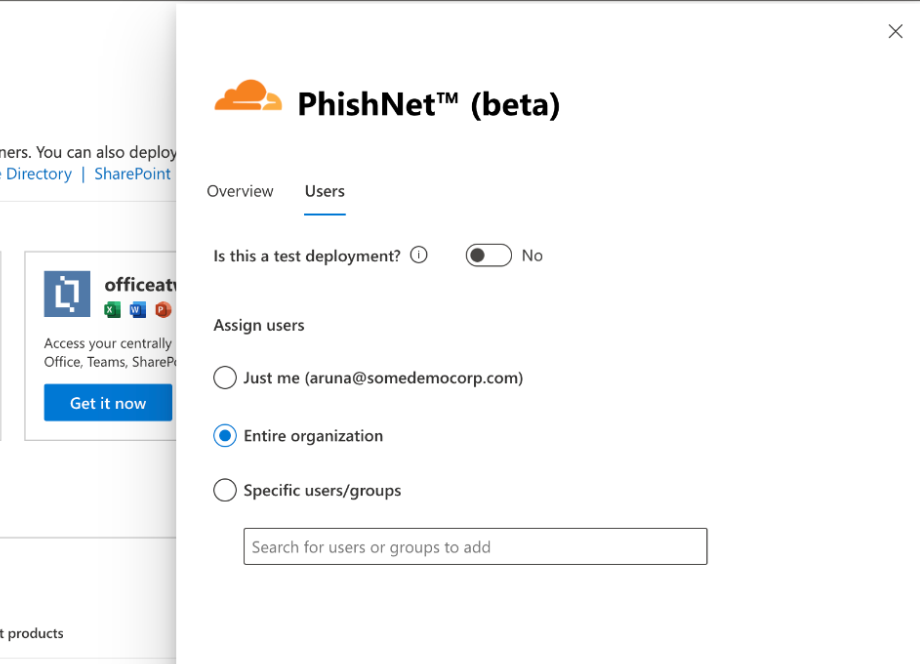 PhishNet™ (beta)
ners. You can also deploy
Directory | SharePoint
Overview Users
Is this a test deployment? No
officeatw
Assign users
Access your centrally
Office, Teams, SharePo
Just me (aruna@somedemocorp.com)
Get it now
Entire organization
Specific users/groups
Search for users or groups to add
t products